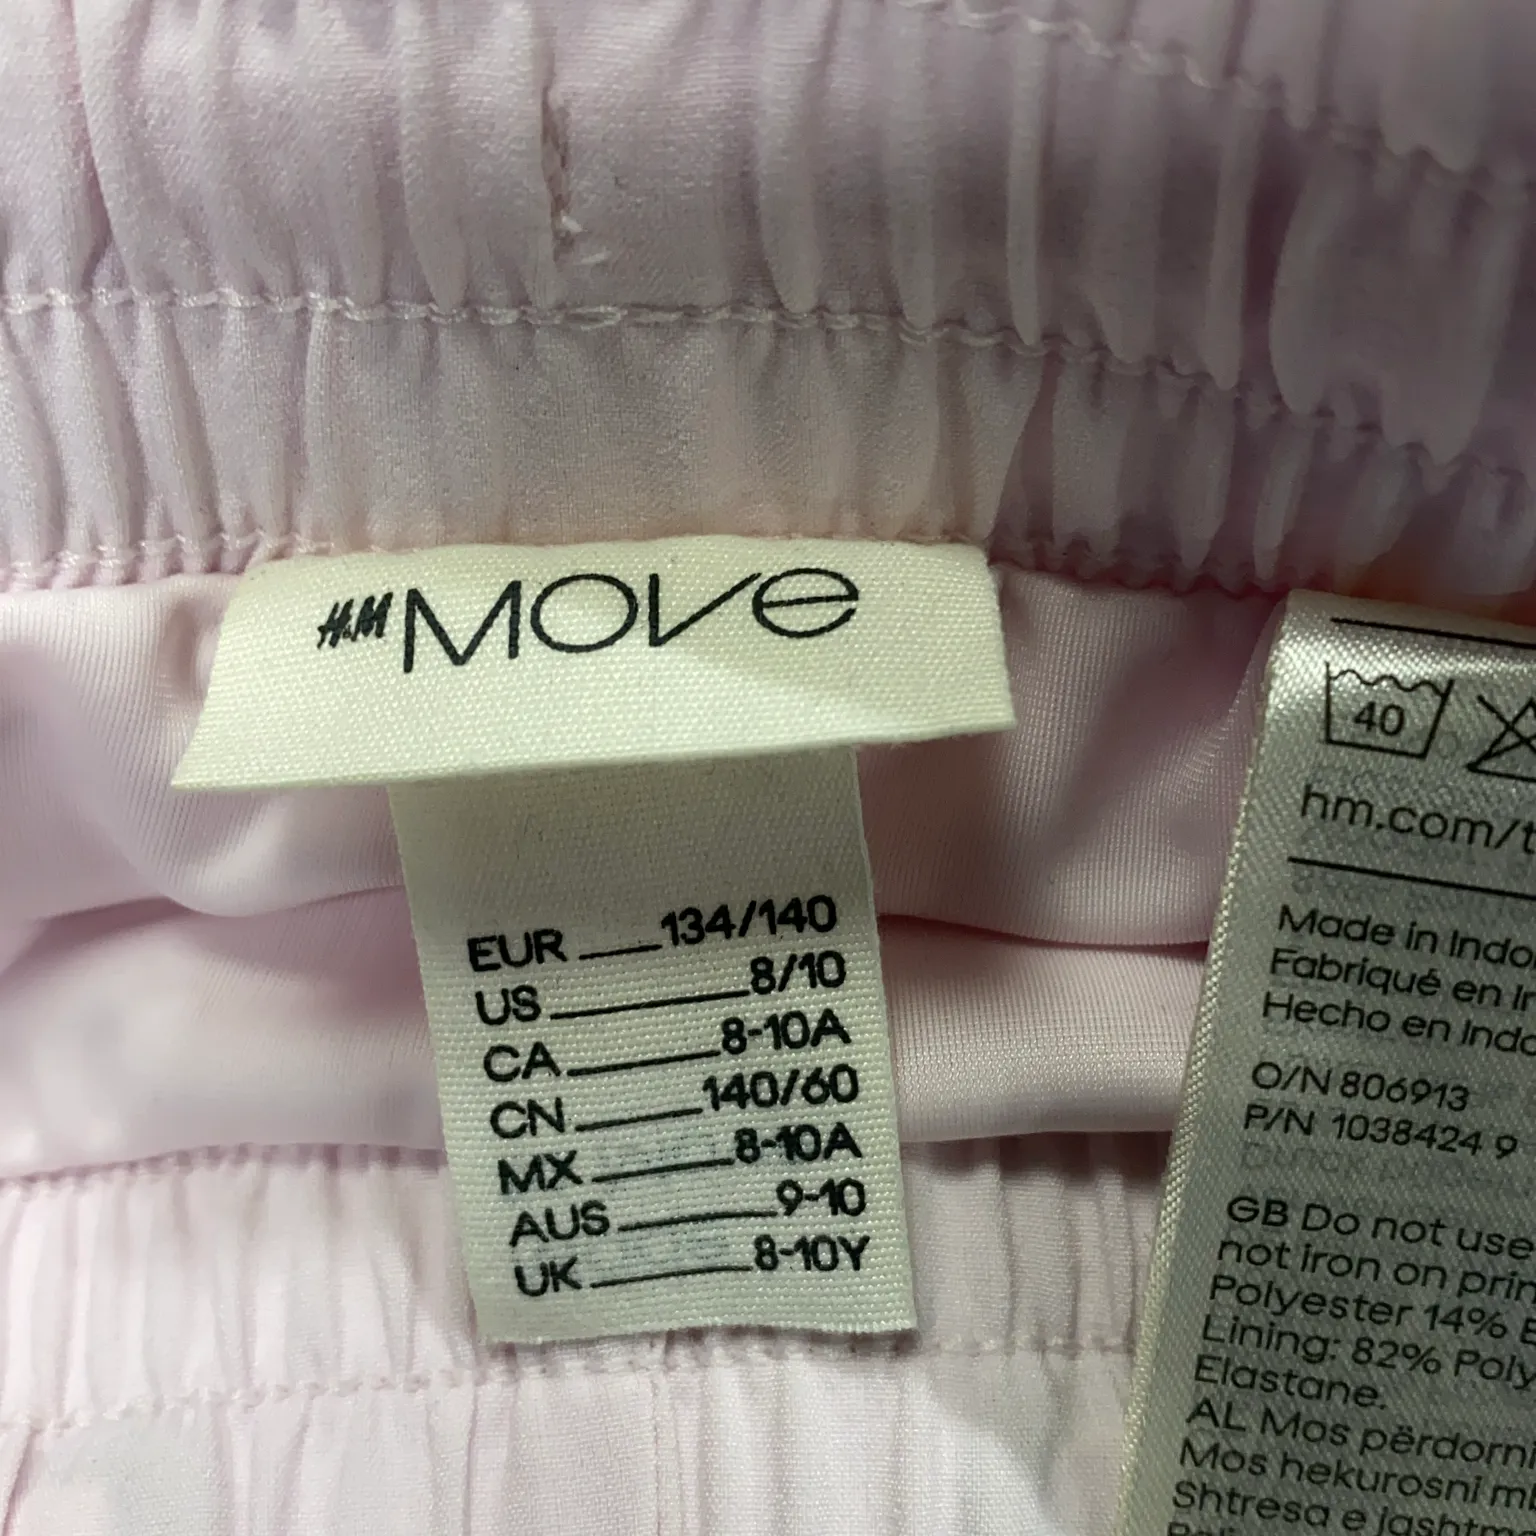 H&M MOVE
EUR 134/140
US 8/10
CA 8-10A
CN 140/60
MX 8-10A
AUS 9-10
UK 8-10Y
40
hm.com/t
Made in Indo
Fabriqué en In
Hecho en Indo
O/N 806913
P/N 1038424 9
GB Do not use
not iron on prin
Polyester 14% E
Lining: 82% Poly
Elastane.
AL Mos përdorni
Mos hekurosni mb
Shtresa e jashtm